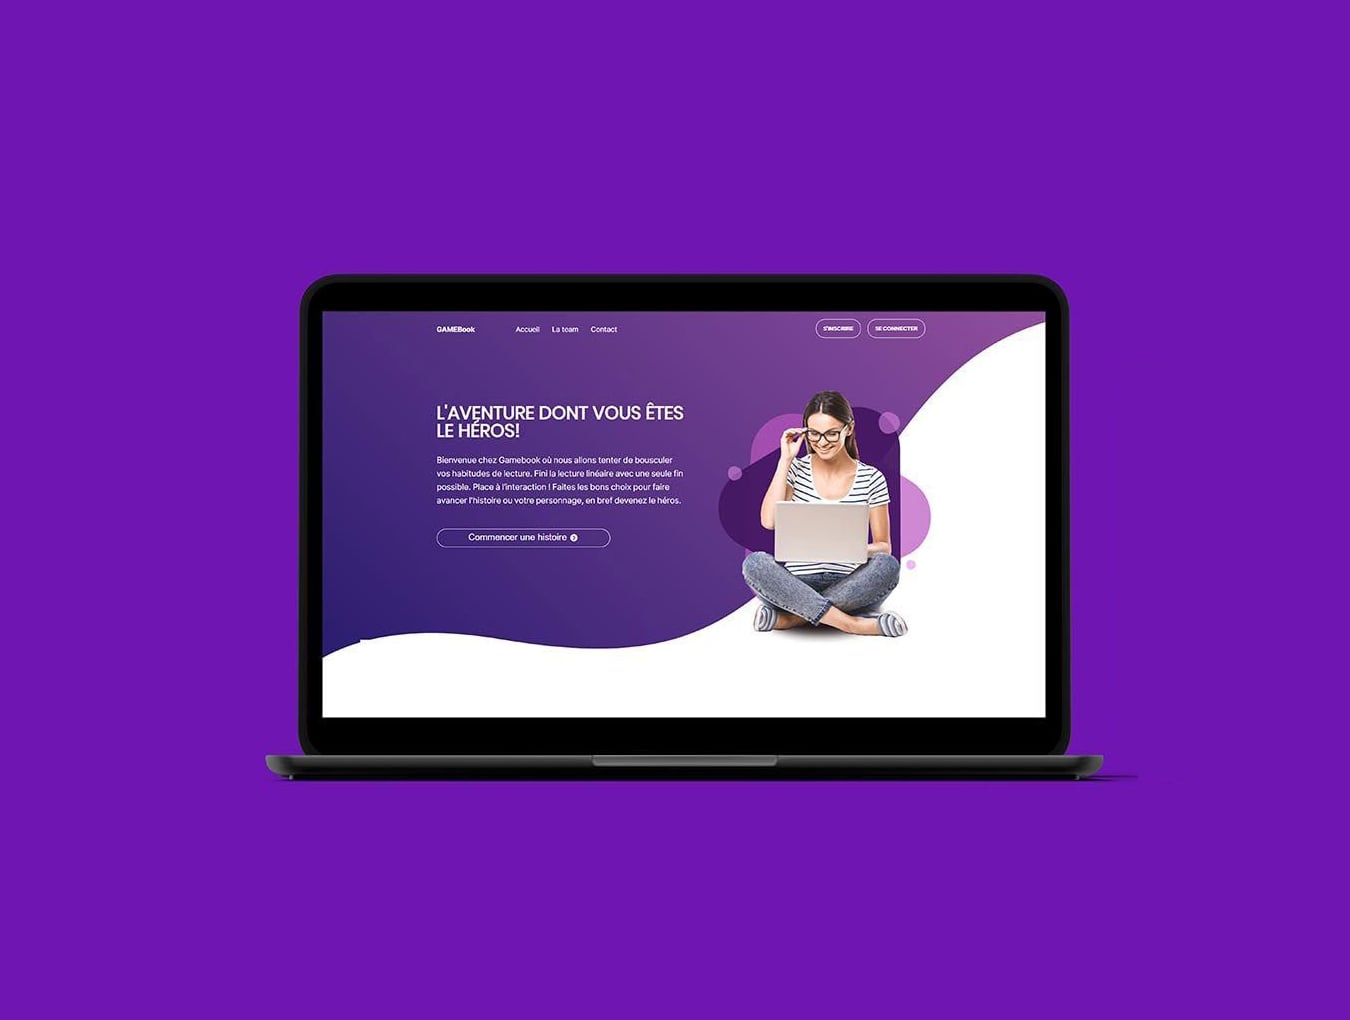 GAMEBook Accueil La team Contact S'INSCRIRE SE CONNECTER
L'AVENTURE DONT VOUS ÊTES
LE HÉROS!
Bienvenue chez Gamebook où nous allons tenter de bousculer
vos habitudes de lecture. Fini la lecture linéaire avec une seule fin
possible. Place à l'interaction ! Faites les bons choix pour faire
avancer l'histoire ou votre personnage, en bref devenez le héros.
Commencer une histoire